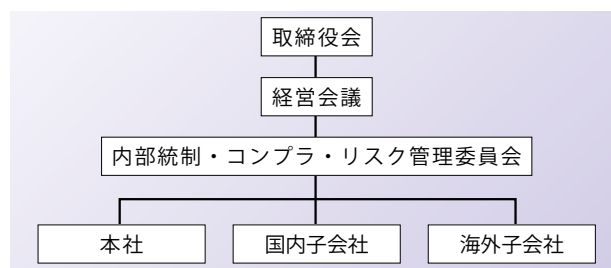 取締役会
経営会議
内部統制・コンプラ・リスク管理委員会
本社
国内子会社
海外子会社